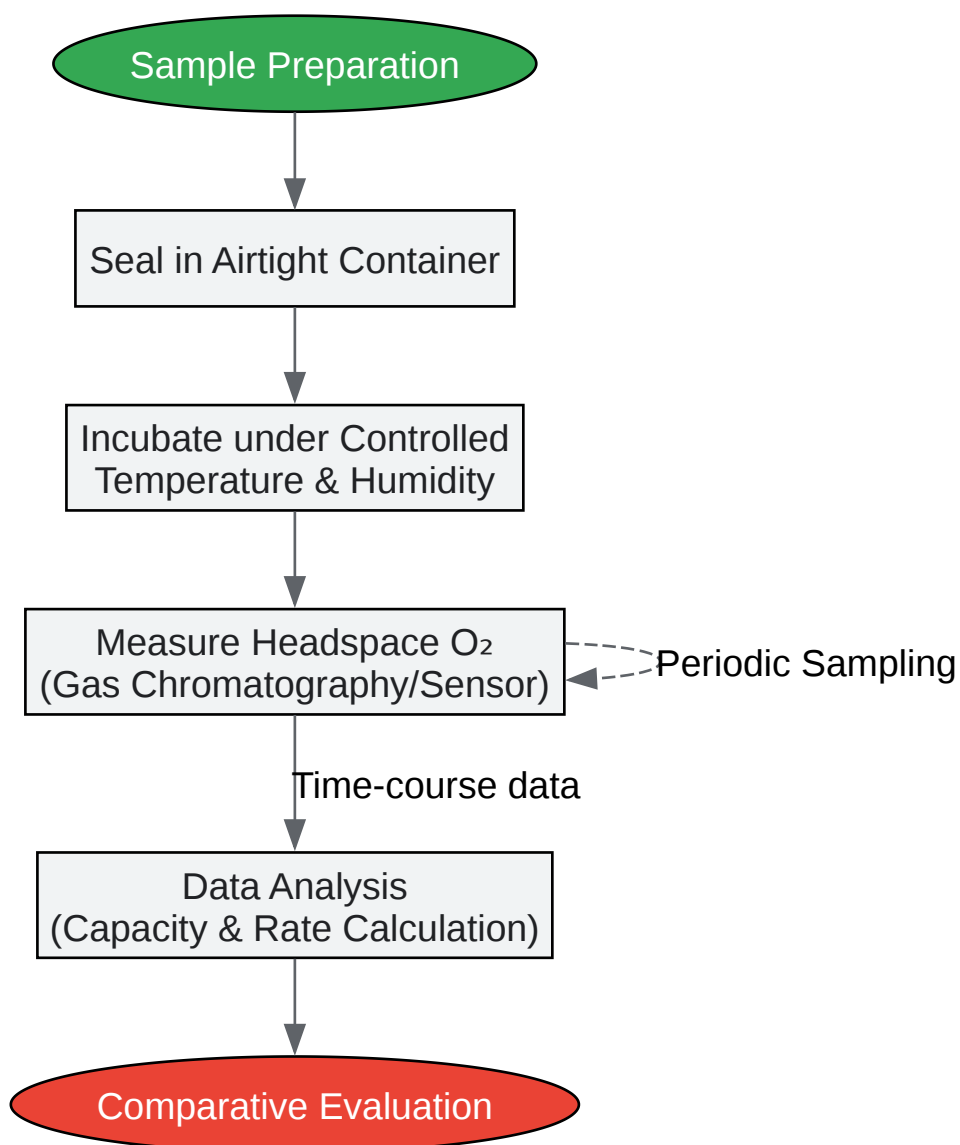 Sample Preparation
Seal in Airtight Container
Incubate under Controlled
Temperature & Humidity
Measure Headspace O₂
(Gas Chromatography/Sensor)
Periodic Sampling
Time-course data
Data Analysis
(Capacity & Rate Calculation)
Comparative Evaluation